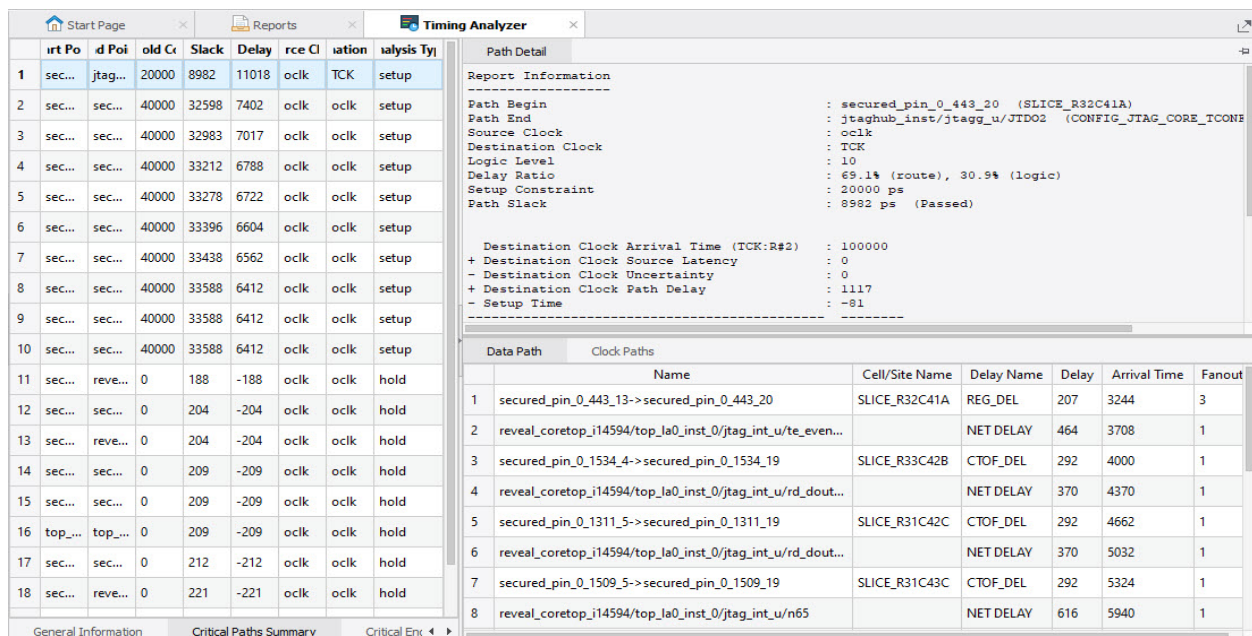 Start Page × Reports × Timing Analyzer ×
ırt Po d Poi old Co Slack Delay rce Cl ıation ıalysis Typ
1 sec... jtag... 20000 8982 11018 oclk TCK setup
2 sec... sec... 40000 32598 7402 oclk oclk setup
3 sec... sec... 40000 32983 7017 oclk oclk setup
4 sec... sec... 40000 33212 6788 oclk oclk setup
5 sec... sec... 40000 33278 6722 oclk oclk setup
6 sec... sec... 40000 33396 6604 oclk oclk setup
7 sec... sec... 40000 33438 6562 oclk oclk setup
8 sec... sec... 40000 33588 6412 oclk oclk setup
9 sec... sec... 40000 33588 6412 oclk oclk setup
10 sec... sec... 40000 33588 6412 oclk oclk setup
11 sec... reve... 0 188 -188 oclk oclk hold
12 sec... sec... 0 204 -204 oclk oclk hold
13 sec... reve... 0 204 -204 oclk oclk hold
14 sec... sec... 0 209 -209 oclk oclk hold
15 sec... sec... 0 209 -209 oclk oclk hold
16 top_... top_... 0 209 -209 oclk oclk hold
17 sec... sec... 0 212 -212 oclk oclk hold
18 sec... reve... 0 221 -221 oclk oclk hold
General Information Critical Paths Summary Critical Enc
Path Detail
Report Information
------------------
Path Begin : secured_pin_0_443_20 (SLICE_R32C41A)
Path End : jtaghub_inst/jtagg_u/JTDO2 (CONFIG_JTAG_CORE_TCONF
Source Clock : oclk
Destination Clock : TCK
Logic Level : 10
Delay Ratio : 69.1% (route), 30.9% (logic)
Setup Constraint : 20000 ps
Path Slack : 8982 ps (Passed)
Destination Clock Arrival Time (TCK:R#2) : 100000
+ Destination Clock Source Latency : 0
- Destination Clock Uncertainty : 0
+ Destination Clock Path Delay : 1117
- Setup Time : -81
--------------------------------------------- --------
Data Path Clock Paths
Name Cell/Site Name Delay Name Delay Arrival Time Fanout
1 secured_pin_0_443_13->secured_pin_0_443_20 SLICE_R32C41A REG_DEL 207 3244 3
2 reveal_coretop_i14594/top_la0_inst_0/jtag_int_u/te_even... NET DELAY 464 3708 1
3 secured_pin_0_1534_4->secured_pin_0_1534_19 SLICE_R33C42B CTOF_DEL 292 4000 1
4 reveal_coretop_i14594/top_la0_inst_0/jtag_int_u/rd_dout... NET DELAY 370 4370 1
5 secured_pin_0_1311_5->secured_pin_0_1311_19 SLICE_R31C42C CTOF_DEL 292 4662 1
6 reveal_coretop_i14594/top_la0_inst_0/jtag_int_u/rd_dout... NET DELAY 370 5032 1
7 secured_pin_0_1509_5->secured_pin_0_1509_19 SLICE_R31C43C CTOF_DEL 292 5324 1
8 reveal_coretop_i14594/top_la0_inst_0/jtag_int_u/n65 NET DELAY 616 5940 1